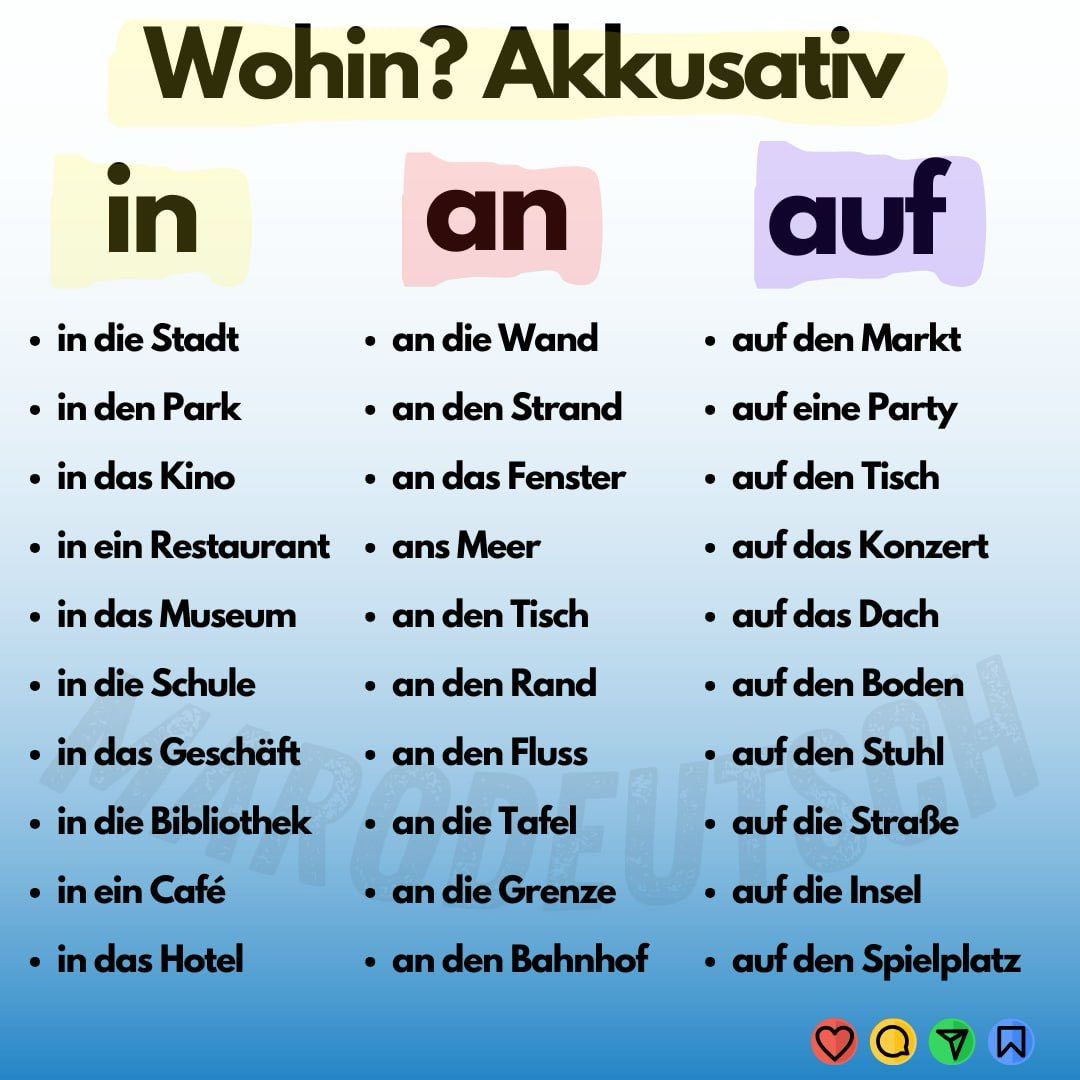 Wohin? Akkusativ
in
an
auf
• in die Stadt
• in den Park
• in das Kino
• in ein Restaurant
• in das Museum
• in die Schule
• in das Geschäft
• in die Bibliothek
• in ein Café
• in das Hotel
• an die Wand
• an den Strand
• an das Fenster
• ans Meer
• an den Tisch
• an den Rand
• an den Fluss
• an die Tafel
• an die Grenze
• an den Bahnhof
• auf den Markt
• auf eine Party
• auf den Tisch
• auf das Konzert
• auf das Dach
• auf den Boden
• auf den Stuhl
• auf die Straße
• auf die Insel
• auf den Spielplatz
MARODEUTSCH